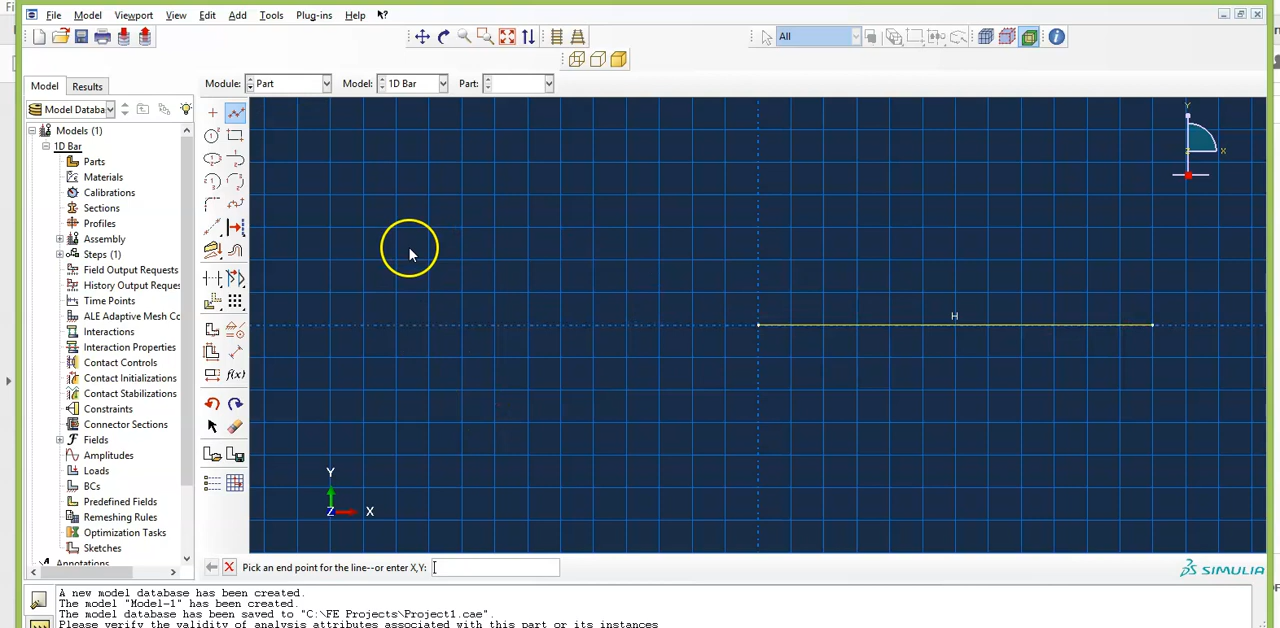 File Model Viewport View Edit Add Tools Plug-ins Help
All
Model Results Module: Part Model: 1D Bar Part:
Model Databa
Models (1)
1D Bar
Parts
Materials
Calibrations
Sections
Profiles
Assembly
Steps (1)
Field Output Requests
History Output Reque
Time Points
ALE Adaptive Mesh Co
Interactions
Interaction Properties
Contact Controls
Contact Initializations
Contact Stabilizations
Constraints
Connector Sections
Fields
Amplitudes
Loads
BCs
Predefined Fields
Remeshing Rules
Optimization Tasks
Sketches
Annotations
f(x)
Y
X
H
Y
Z X
Pick an end point for the line--or enter X,Y:
SIMULIA
A new model database has been created.
The model "Model-1" has been created.
The model database has been saved to "C:\FE Projects\Project1.cae".
Please verify the validity of analysis attributes associated with this part or its instances